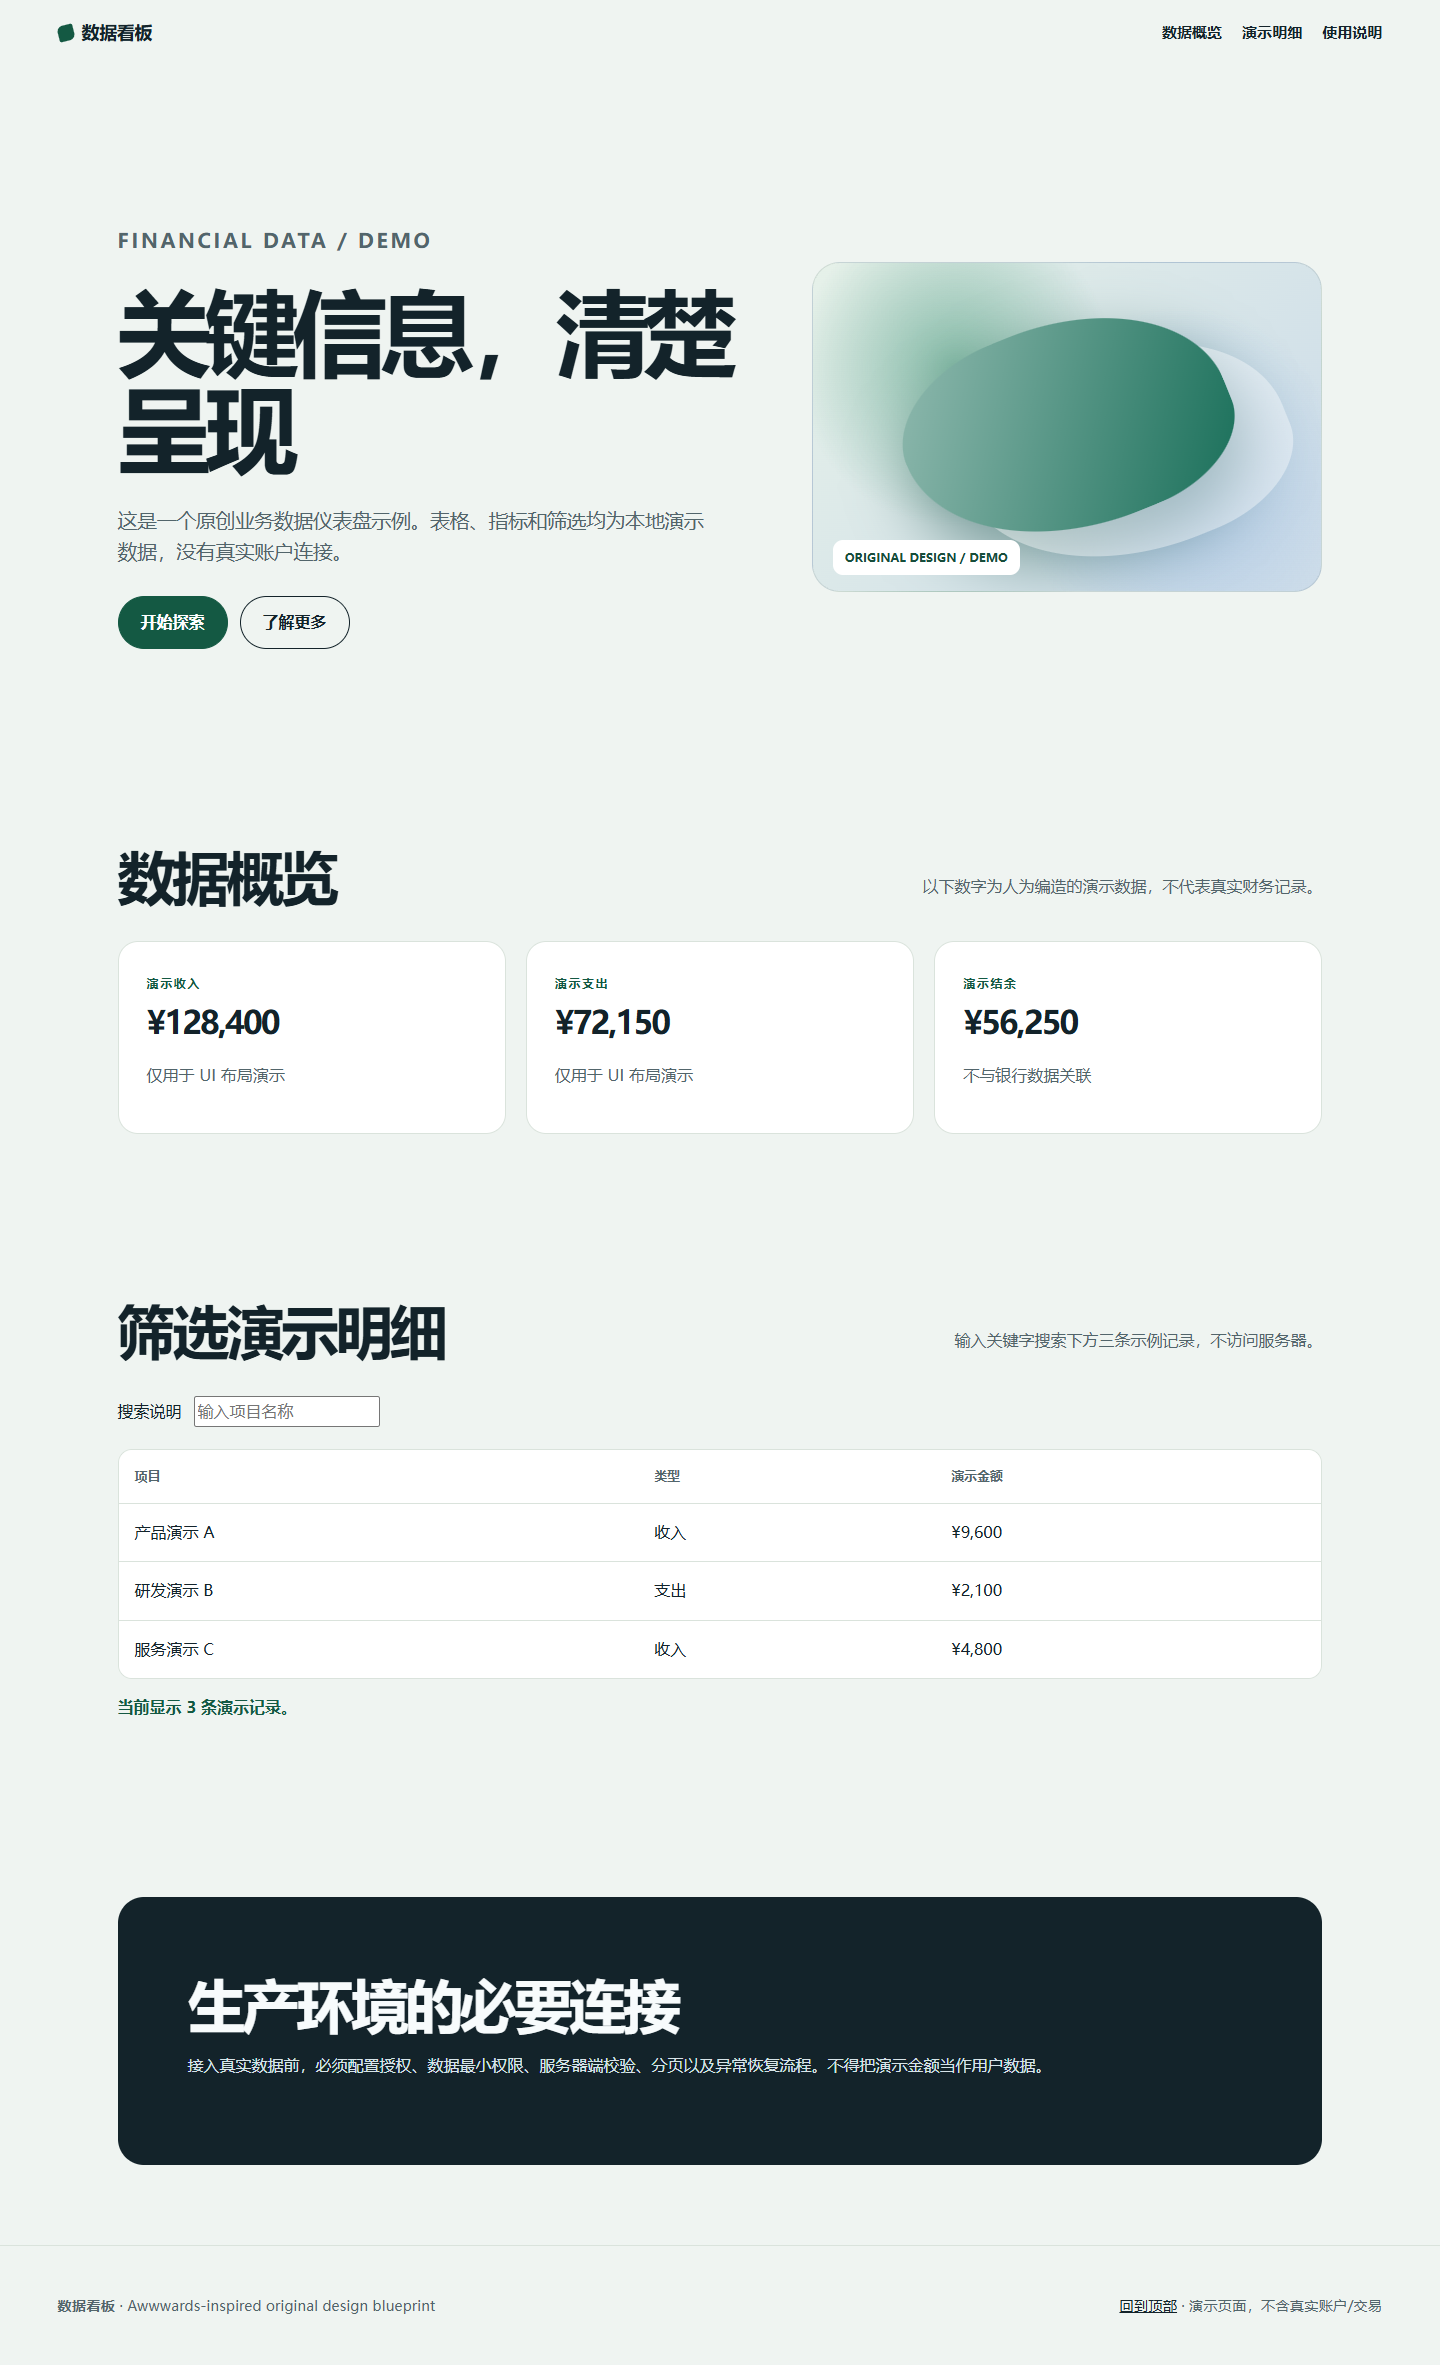 数据看板
数据概览 演示明细 使用说明
FINANCIAL DATA / DEMO
关键信息，清楚
呈现
这是一个原创业务数据仪表盘示例。表格、指标和筛选均为本地演示
数据，没有真实账户连接。
开始探索 了解更多
ORIGINAL DESIGN / DEMO
数据概览
以下数字为人为编造的演示数据，不代表真实财务记录。
演示收入
¥128,400
仅用于 UI 布局演示
演示支出
¥72,150
仅用于 UI 布局演示
演示结余
¥56,250
不与银行数据关联
筛选演示明细
输入关键字搜索下方三条示例记录，不访问服务器。
搜索说明 输入项目名称
项目 类型 演示金额
产品演示 A 收入 ¥9,600
研发演示 B 支出 ¥2,100
服务演示 C 收入 ¥4,800
当前显示 3 条演示记录。
生产环境的必要连接
接入真实数据前，必须配置授权、数据最小权限、服务器端校验、分页以及异常恢复流程。不得把演示金额当作用户数据。
数据看板 · Awwwards-inspired original design blueprint
回到顶部 · 演示页面，不含真实账户/交易